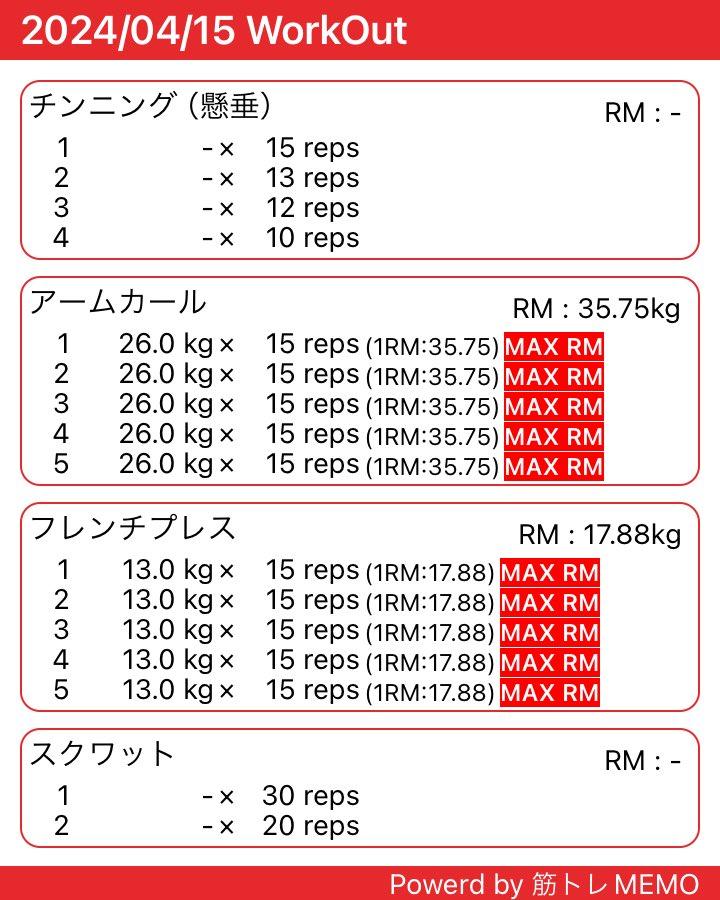 2024/04/15 WorkOut
チンニング（懸垂） RM : -
1 - × 15 reps
2 - × 13 reps
3 - × 12 reps
4 - × 10 reps
アームカール RM : 35.75kg
1 26.0 kg × 15 reps (1RM:35.75) MAX RM
2 26.0 kg × 15 reps (1RM:35.75) MAX RM
3 26.0 kg × 15 reps (1RM:35.75) MAX RM
4 26.0 kg × 15 reps (1RM:35.75) MAX RM
5 26.0 kg × 15 reps (1RM:35.75) MAX RM
フレンチプレス RM : 17.88kg
1 13.0 kg × 15 reps (1RM:17.88) MAX RM
2 13.0 kg × 15 reps (1RM:17.88) MAX RM
3 13.0 kg × 15 reps (1RM:17.88) MAX RM
4 13.0 kg × 15 reps (1RM:17.88) MAX RM
5 13.0 kg × 15 reps (1RM:17.88) MAX RM
スクワット RM : -
1 - × 30 reps
2 - × 20 reps
Powerd by 筋トレMEMO